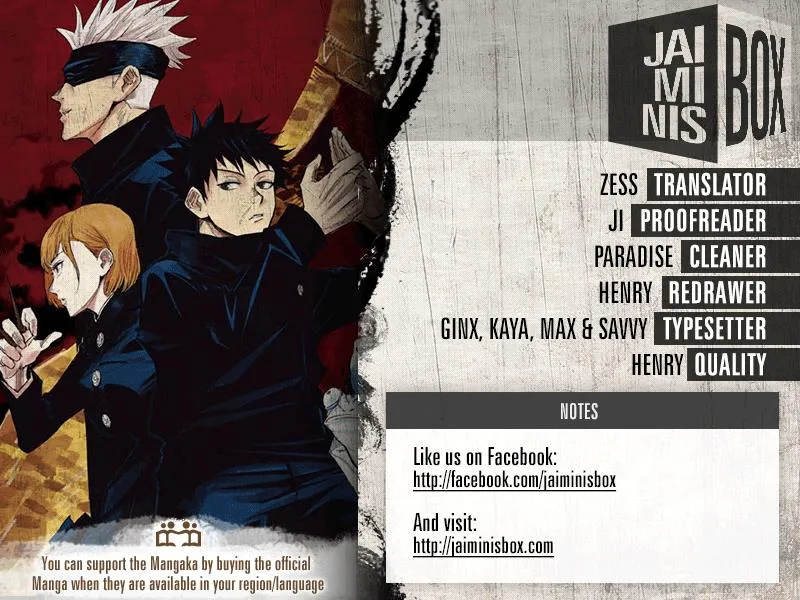 JAI
MI
NIS
BOX
ZESS TRANSLATOR
JI PROOFREADER
PARADISE CLEANER
HENRY REDRAWER
GINX, KAYA, MAX & SAVVY TYPESETTER
HENRY QUALITY
NOTES
Like us on Facebook:
http://facebook.com/jaiminisbox
And visit:
http://jaiminisbox.com
You can support the Mangaka by buying the official
Manga when they are available in your region/language